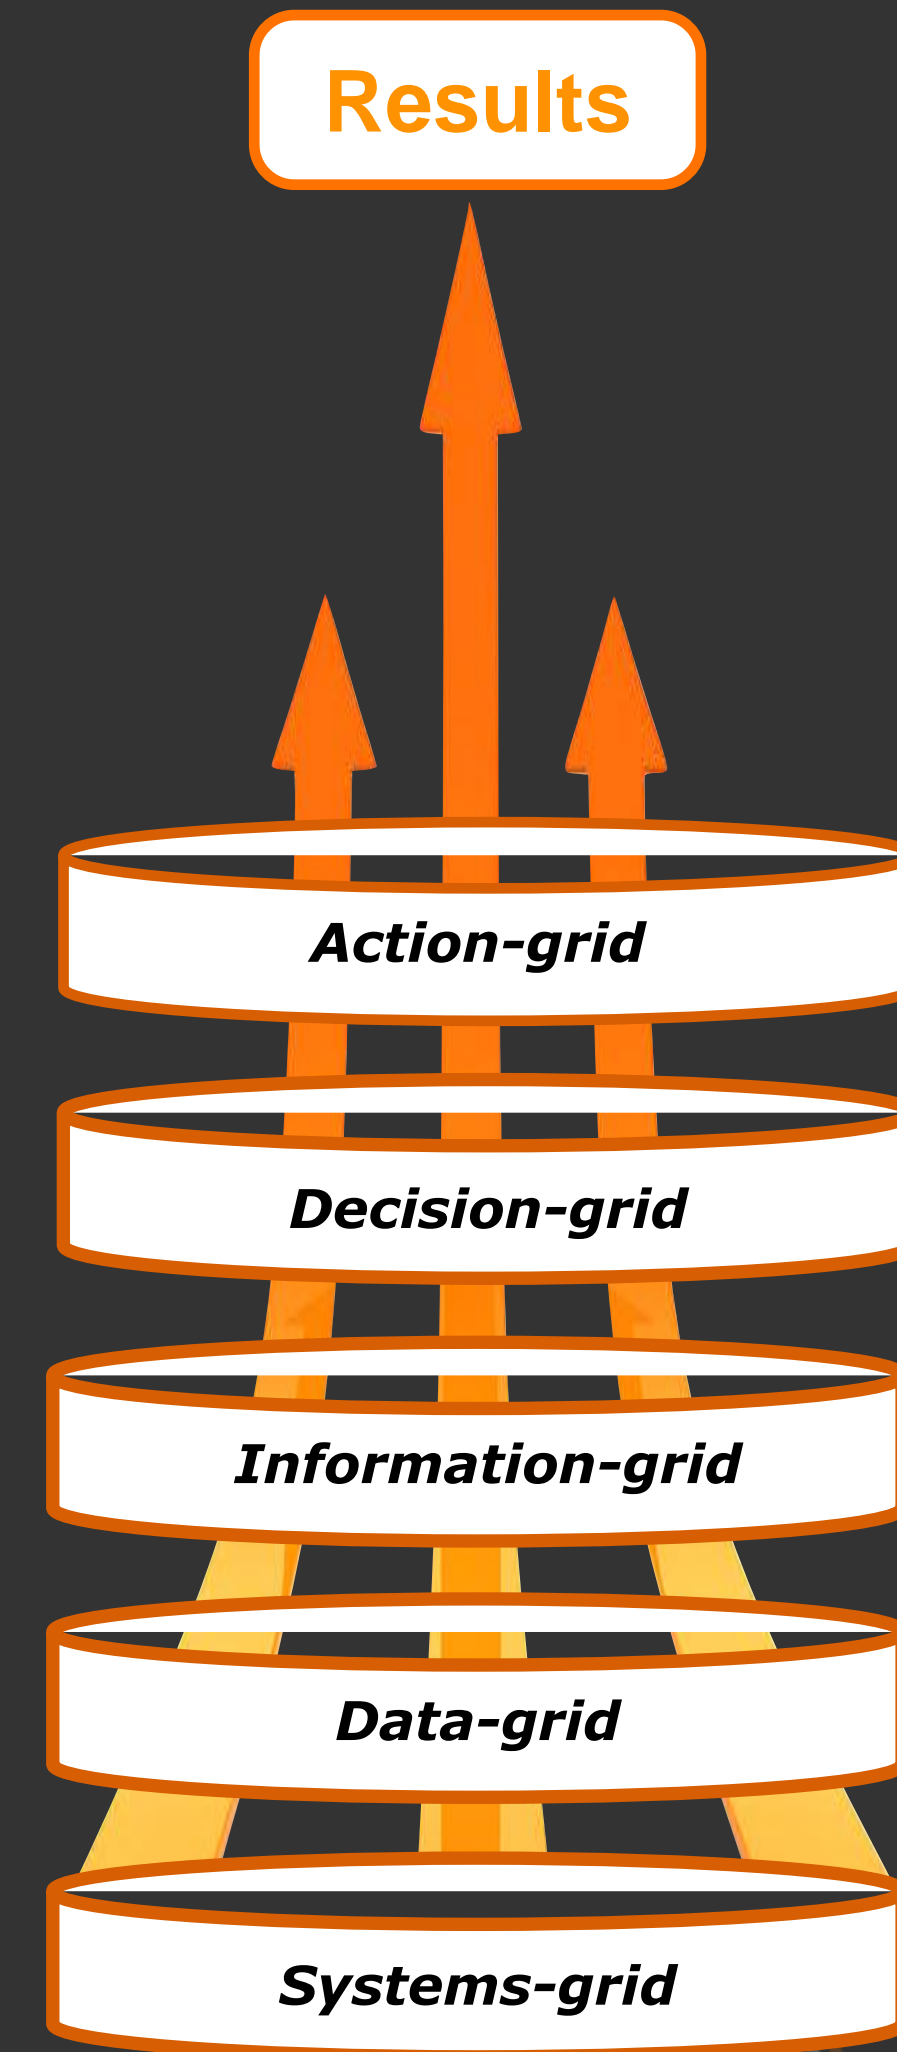 Results
Action-grid
Decision-grid
Information-grid
Data-grid
Systems-grid